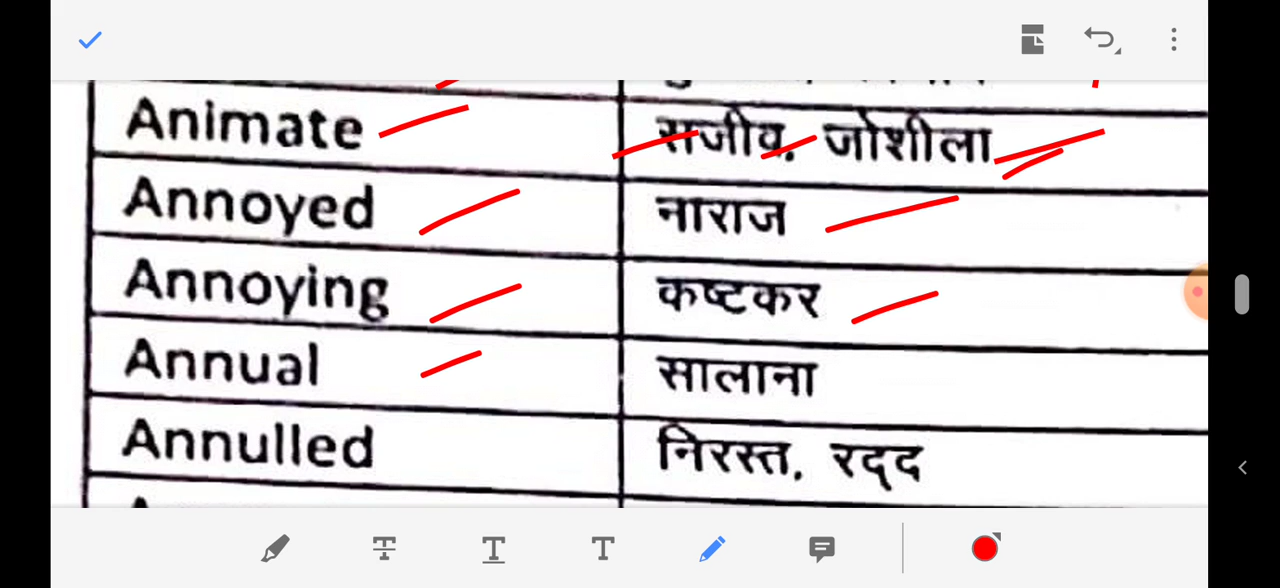 Animate सजीव, जोशीला
Annoyed नाराज
Annoying कष्टकर
Annual सालाना
Annulled निरस्त, रद्द
T T T